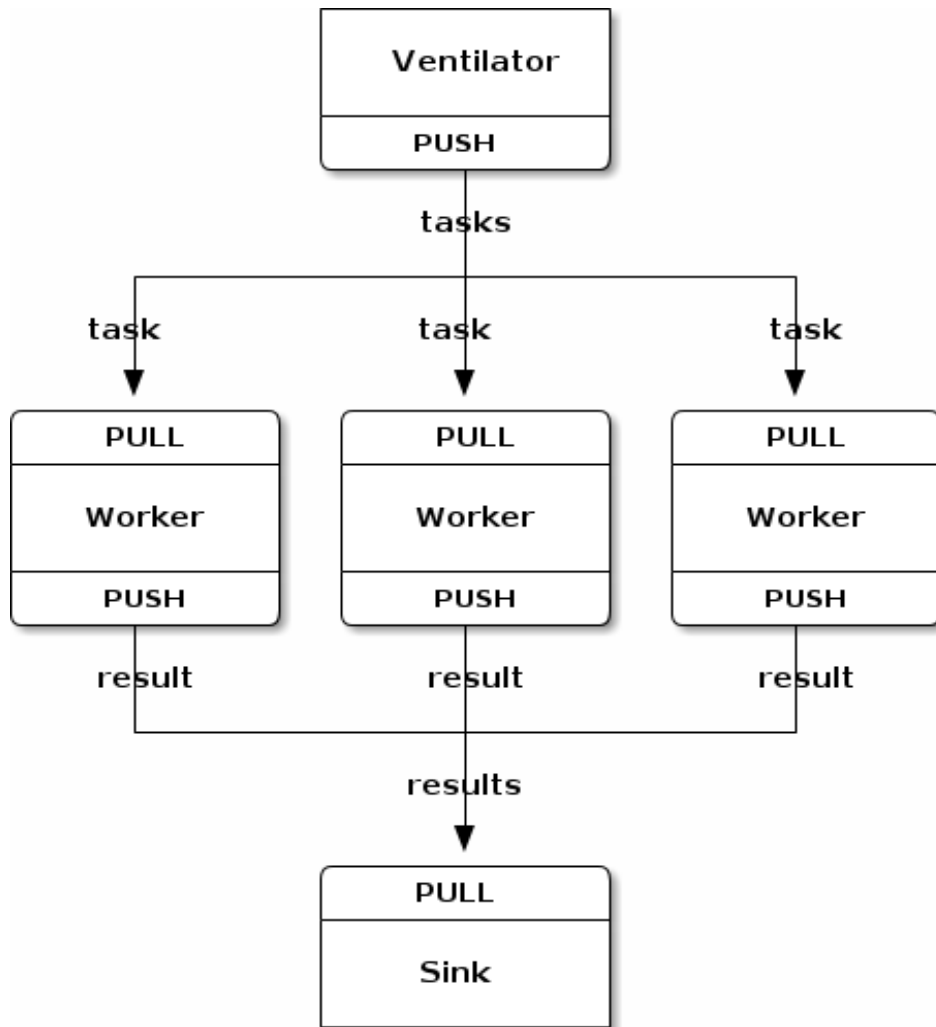 Ventilator
PUSH
tasks
task task task
PULL PULL PULL
Worker Worker Worker
PUSH PUSH PUSH
result result result
results
PULL
Sink